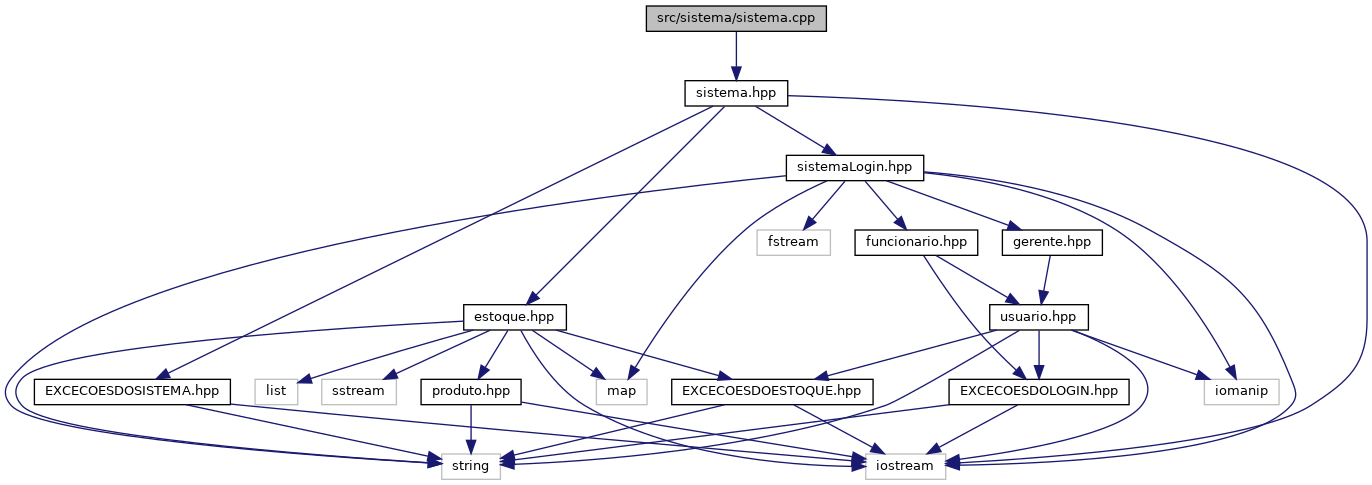 src/sistema/sistema.cpp
sistema.hpp
sistemaLogin.hpp
fstream
funcionario.hpp
gerente.hpp
estoque.hpp
usuario.hpp
EXCECOESDOSISTEMA.hpp
list
sstream
produto.hpp
map
EXCECOESDOESTOQUE.hpp
EXCECOESDOLOGIN.hpp
iomanip
string
iostream